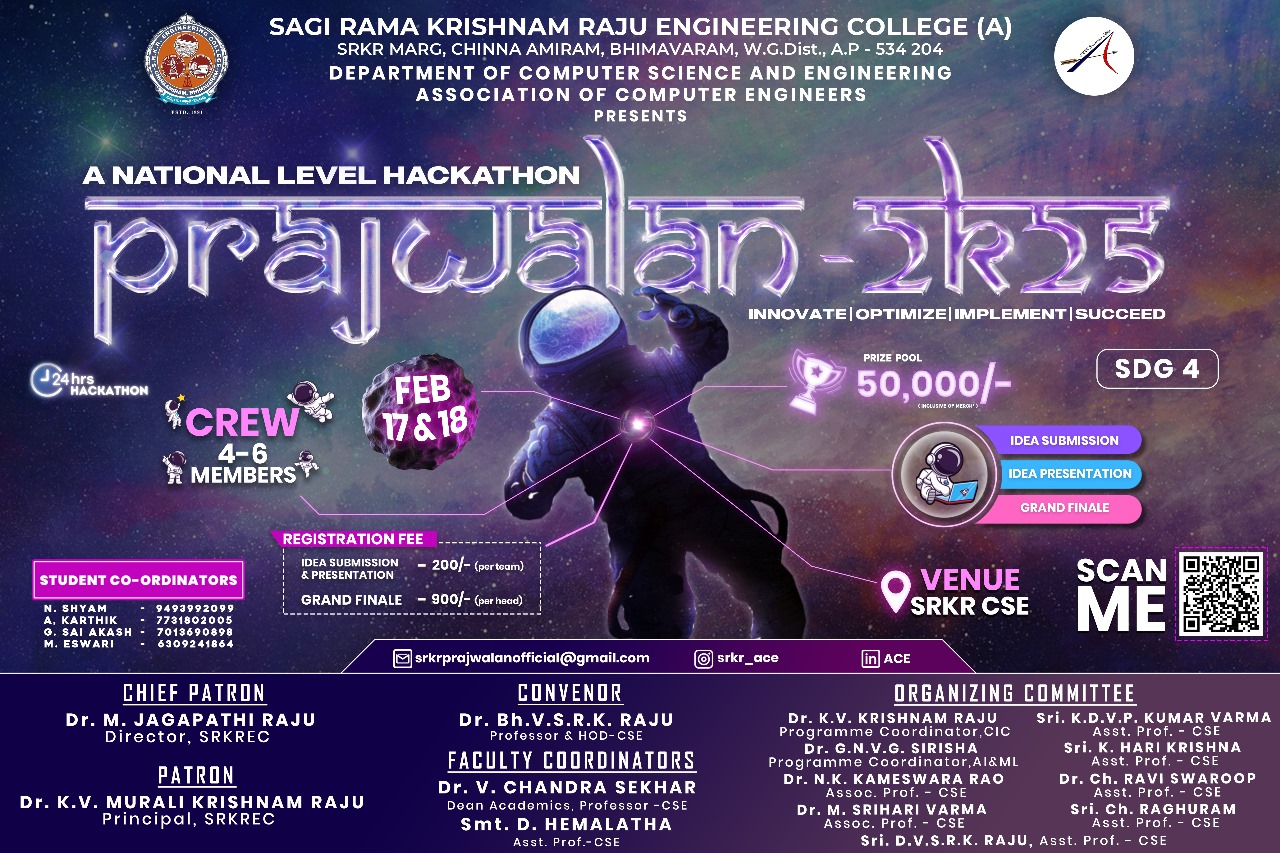 SAGI RAMA KRISHNAM RAJU ENGINEERING COLLEGE (A)
SRKR MARG, CHINNA AMIRAM, BHIMAVARAM, W.G.Dist., A.P - 534 204
DEPARTMENT OF COMPUTER SCIENCE AND ENGINEERING
ASSOCIATION OF COMPUTER ENGINEERS
PRESENTS
ESTD. 1980
A NATIONAL LEVEL HACKATHON
prajwalan - 2k25
INNOVATE|OPTIMIZE|IMPLEMENT|SUCCEED
24hrs
HACKATHON
CREW
4-6
MEMBERS
FEB
17 & 18
PRIZE POOL
50,000/-
( INCLUSIVE OF MERCH* )
SDG 4
IDEA SUBMISSION
IDEA PRESENTATION
GRAND FINALE
REGISTRATION FEE
IDEA SUBMISSION & PRESENTATION - 200/- (per team)
GRAND FINALE - 900/- (per head)
STUDENT CO-ORDINATORS
N. SHYAM - 9493992099
A, KARTHIK - 7731802005
G. SAI AKASH - 7013690898
M. ESWARI - 6309241864
VENUE
SRKR CSE
SCAN
ME
srkrprajwalanofficial@gmail.com
srkr_ace
in ACE
CHIEF PATRON
Dr. M. JAGAPATHI RAJU
Director, SRKREC
PATRON
Dr. K.V. MURALI KRISHNAM RAJU
Principal, SRKREC
CONVENOR
Dr. Bh.V.S.R.K. RAJU
Professor & HOD-CSE
FACULTY COORDINATORS
Dr. V. CHANDRA SEKHAR
Dean Academics, Professor -CSE
Smt. D. HEMALATHA
Asst. Prof.-CSE
ORGANIZING COMMITTEE
Dr. K.V. KRISHNAM RAJU
Programme Coordinator,CIC
Dr. G.N.V.G. SIRISHA
Programme Coordinator,AI&ML
Dr. N.K. KAMESWARA RAO
Assoc. Prof. - CSE
Dr. M. SRIHARI VARMA
Assoc. Prof. - CSE
Sri. K.D.V.P. KUMAR VARMA
Asst. Prof. - CSE
Sri. K. HARI KRISHNA
Asst. Prof. - CSE
Dr. Ch. RAVI SWAROOP
Asst. Prof. - CSE
Sri. Ch. RAGHURAM
Asst. Prof. - CSE
Sri. D.V.S.R.K. RAJU, Asst. Prof. - CSE